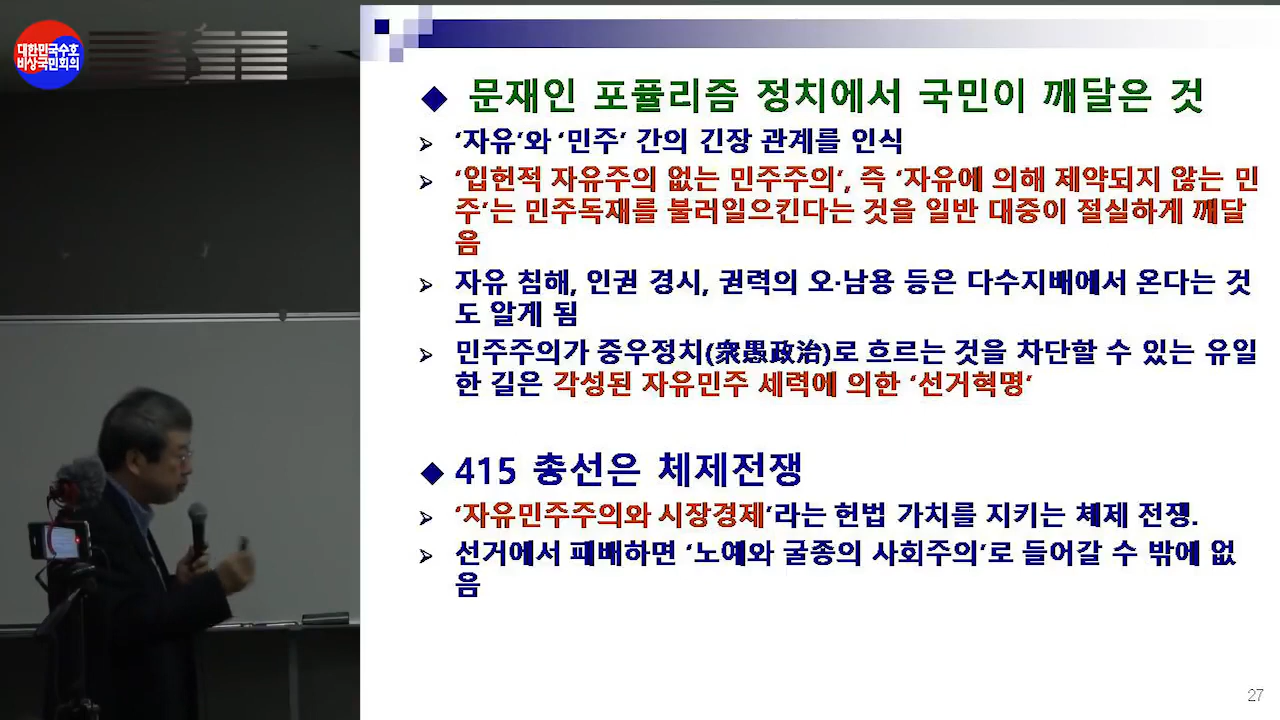 대한민국수호
비상국민회의
문재인 포퓰리즘 정치에서 국민이 깨달은 것
‘자유’와 ‘민주’ 간의 긴장 관계를 인식
‘입헌적 자유주의 없는 민주주의’, 즉 ‘자유에 의해 제약되지 않는 민
주’는 민주독재를 불러일으킨다는 것을 일반 대중이 절실하게 깨달
음
자유 침해, 인권 경시, 권력의 오·남용 등은 다수지배에서 온다는 것
도 알게 됨
민주주의가 중우정치(衆愚政治)로 흐르는 것을 차단할 수 있는 유일
한 길은 각성된 자유민주 세력에 의한 ‘선거혁명’
415 총선은 체제전쟁
‘자유민주주의와 시장경제’라는 헌법 가치를 지키는 체제 전쟁.
선거에서 패배하면 ‘노예와 굴종의 사회주의’로 들어갈 수 밖에 없
음
27